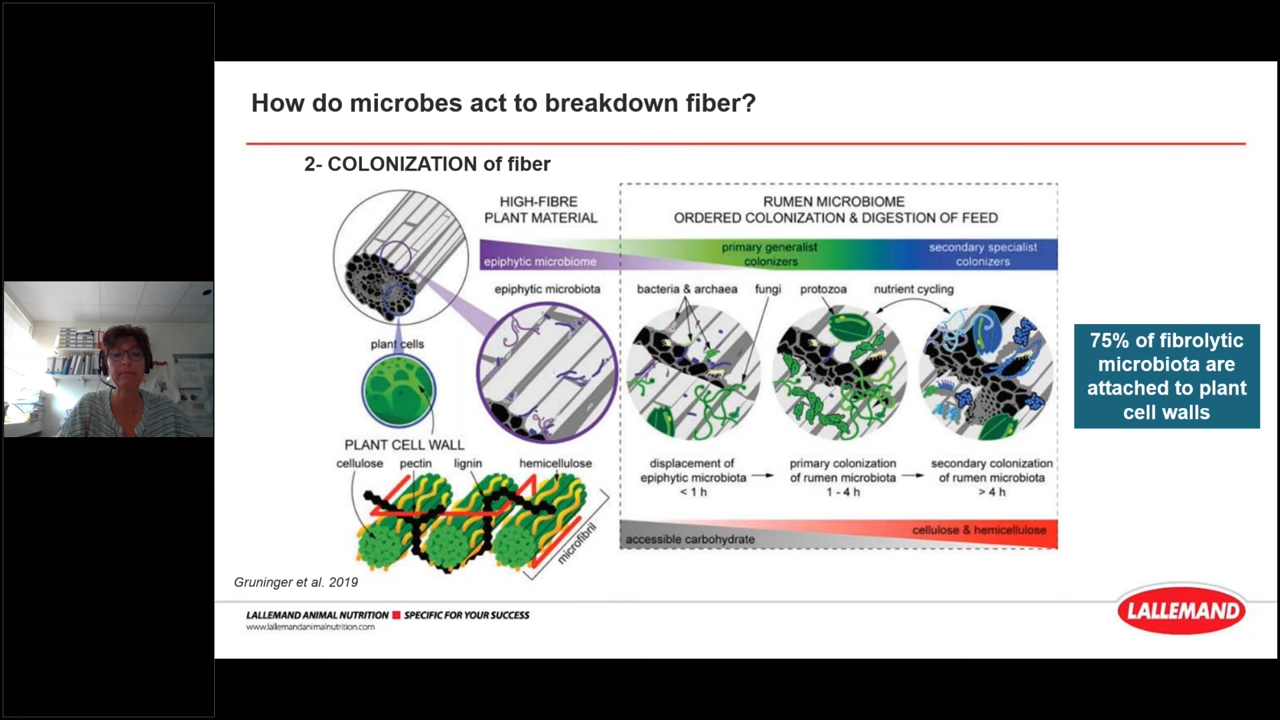 How do microbes act to breakdown fiber?
2- COLONIZATION of fiber
HIGH-FIBRE
PLANT MATERIAL
RUMEN MICROBIOME
ORDERED COLONIZATION & DIGESTION OF FEED
epiphytic microbiome
primary generalist
colonizers
secondary specialist
colonizers
epiphytic microbiota
bacteria & archaea
fungi
protozoa
nutrient cycling
plant cells
75% of fibrolytic
microbiota are
attached to plant
cell walls
PLANT CELL WALL
cellulose
pectin
lignin
hemicellulose
microfibril
displacement of
epiphytic microbiota
< 1 h
primary colonization
of rumen microbiota
1 - 4 h
secondary colonization
of rumen microbiota
> 4 h
accessible carbohydrate
cellulose & hemicellulose
Gruninger et al. 2019
LALLEMAND ANIMAL NUTRITION SPECIFIC FOR YOUR SUCCESS
www.lallemandanimalnutrition.com
LALLEMAND